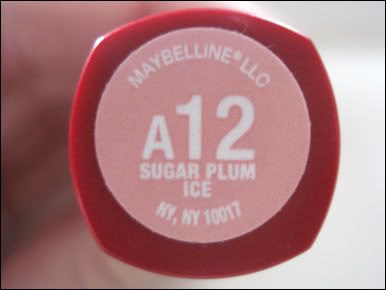 MAYBELLINE® LLC
A12
SUGAR PLUM
ICE
NY, NY 10017